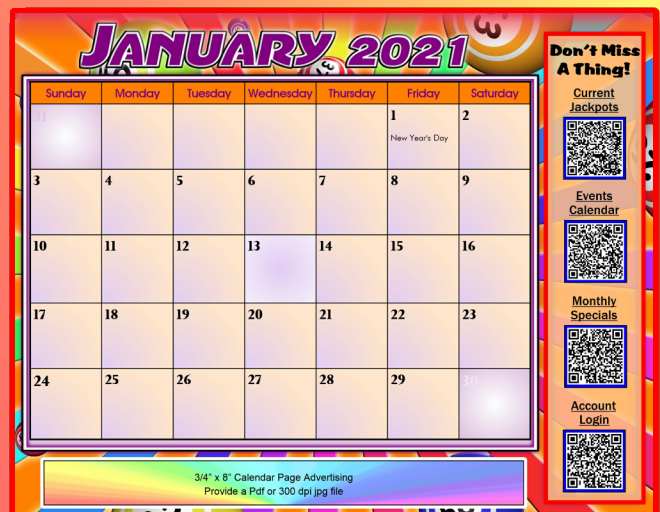 JANUARY 2021
Sunday Monday Tuesday Wednesday Thursday Friday Saturday
31 1 2
New Year's Day
3 4 5 6 7 8 9
10 11 12 13 14 15 16
17 18 19 20 21 22 23
24 25 26 27 28 29 30
3/4" x 8" Calendar Page Advertising
Provide a Pdf or 300 dpi jpg file
Don't Miss
A Thing!
Current
Jackpots
Events
Calendar
Monthly
Specials
Account
Login